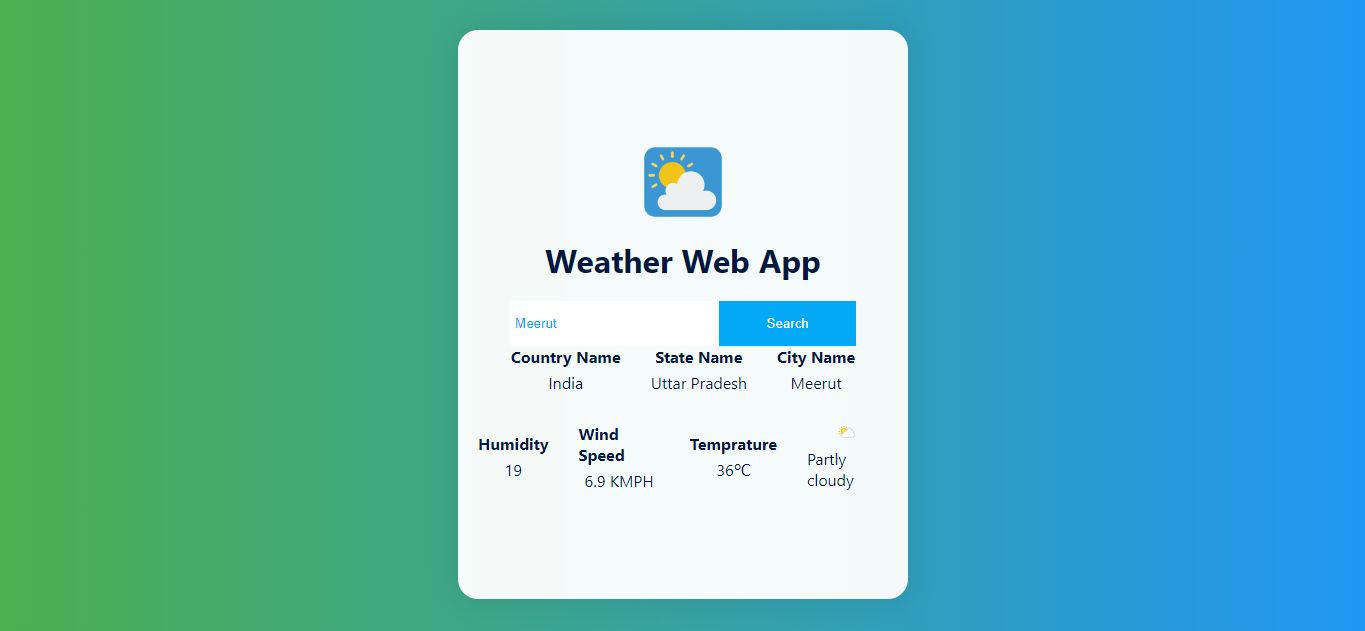 Weather Web App
Meerut
Search
Country Name State Name City Name
India Uttar Pradesh Meerut
Humidity
19
Wind
Speed
6.9 KMPH
Temprature
36°C
Partly
cloudy